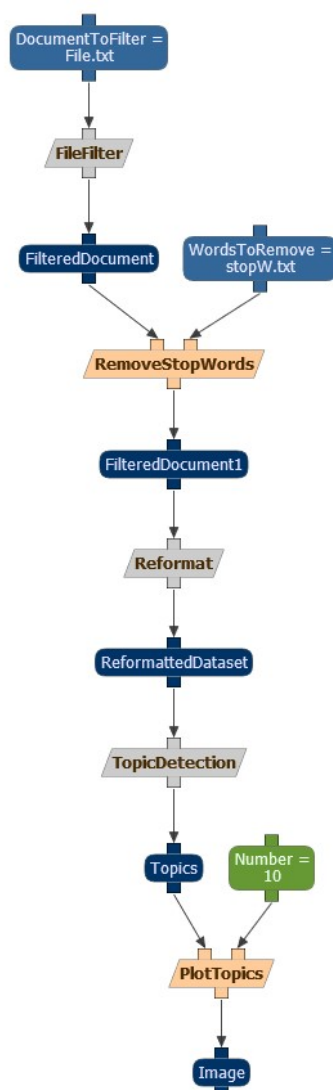 DocumentToFilter =
File.txt
FileFilter
FilteredDocument
WordsToRemove =
stopW.txt
RemoveStopWords
FilteredDocument1
Reformat
ReformattedDataset
TopicDetection
Topics
Number =
10
PlotTopics
Image